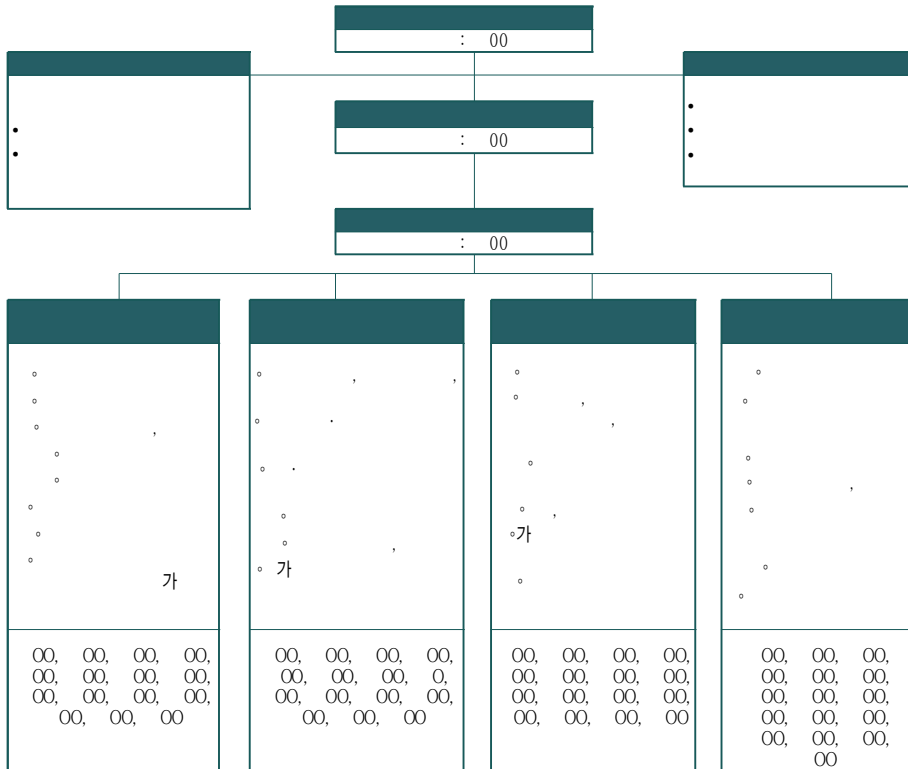 : 00
•
•
•
•
•
: 00
: 00
◦
◦
◦ ,
◦
◦
◦
◦
◦
가
◦ , ,
◦ ·
◦ ·
◦
◦ ,
◦ 가
◦
◦ ,
,
◦
◦ ,
◦가
◦
◦
◦
◦
◦ ,
◦
◦
◦
OO, OO, OO, OO,
OO, OO, OO, OO,
OO, OO, OO, OO,
OO, OO, OO
OO, OO, OO, OO,
OO, OO, OO, O,
OO, OO, OO, OO,
OO, OO, OO
OO, OO, OO, OO,
OO, OO, OO, OO,
OO, OO, OO, OO,
OO, OO, OO, OO
OO, OO, OO,
OO, OO, OO,
OO, OO, OO,
OO, OO, OO,
OO, OO, OO,
OO